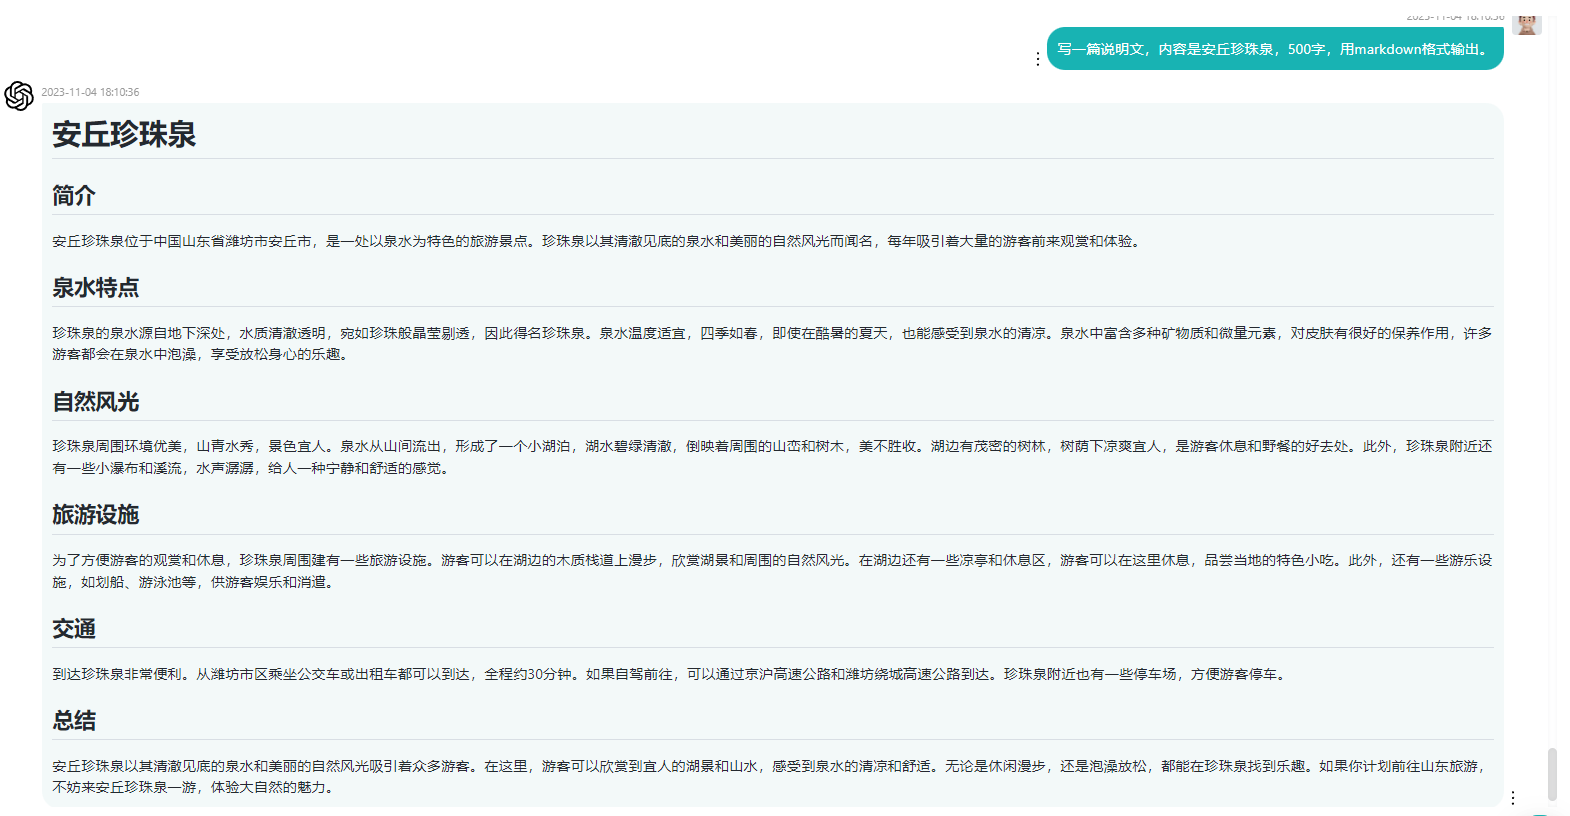 2023-11-04 18:10:36
写一篇说明文，内容是安丘珍珠泉，500字，用markdown格式输出。
2023-11-04 18:10:36
安丘珍珠泉
简介
安丘珍珠泉位于中国山东省潍坊市安丘市，是一处以泉水为特色的旅游景点。珍珠泉以其清澈见底的泉水和美丽的自然风光而闻名，每年吸引着大量的游客前来观赏和体验。
泉水特点
珍珠泉的泉水源自地下深处，水质清澈透明，宛如珍珠般晶莹剔透，因此得名珍珠泉。泉水温度适宜，四季如春，即使在酷暑的夏天，也能感受到泉水的清凉。泉水中富含多种矿物质和微量元素，对皮肤有很好的保养作用，许多
游客都会在泉水中泡澡，享受放松身心的乐趣。
自然风光
珍珠泉周围环境优美，山青水秀，景色宜人。泉水从山间流出，形成了一个小湖泊，湖水碧绿清澈，倒映着周围的山峦和树木，美不胜收。湖边有茂密的树林，树荫下凉爽宜人，是游客休息和野餐的好去处。此外，珍珠泉附近还
有一些小瀑布和溪流，水声潺潺，给人一种宁静和舒适的感觉。
旅游设施
为了方便游客的观赏和休息，珍珠泉周围建有一些旅游设施。游客可以在湖边的木质栈道上漫步，欣赏湖景和周围的自然风光。在湖边还有一些凉亭和休息区，游客可以在这里休息，品尝当地的特色小吃。此外，还有一些游乐设
施，如划船、游泳池等，供游客娱乐和消遣。
交通
到达珍珠泉非常便利。从潍坊市区乘坐公交车或出租车都可以到达，全程约30分钟。如果自驾前往，可以通过京沪高速公路和潍坊绕城高速公路到达。珍珠泉附近也有一些停车场，方便游客停车。
总结
安丘珍珠泉以其清澈见底的泉水和美丽的自然风光吸引着众多游客。在这里，游客可以欣赏到宜人的湖景和山水，感受到泉水的清凉和舒适。无论是休闲漫步，还是泡澡放松，都能在珍珠泉找到乐趣。如果你计划前往山东旅游，
不妨来安丘珍珠泉一游，体验大自然的魅力。